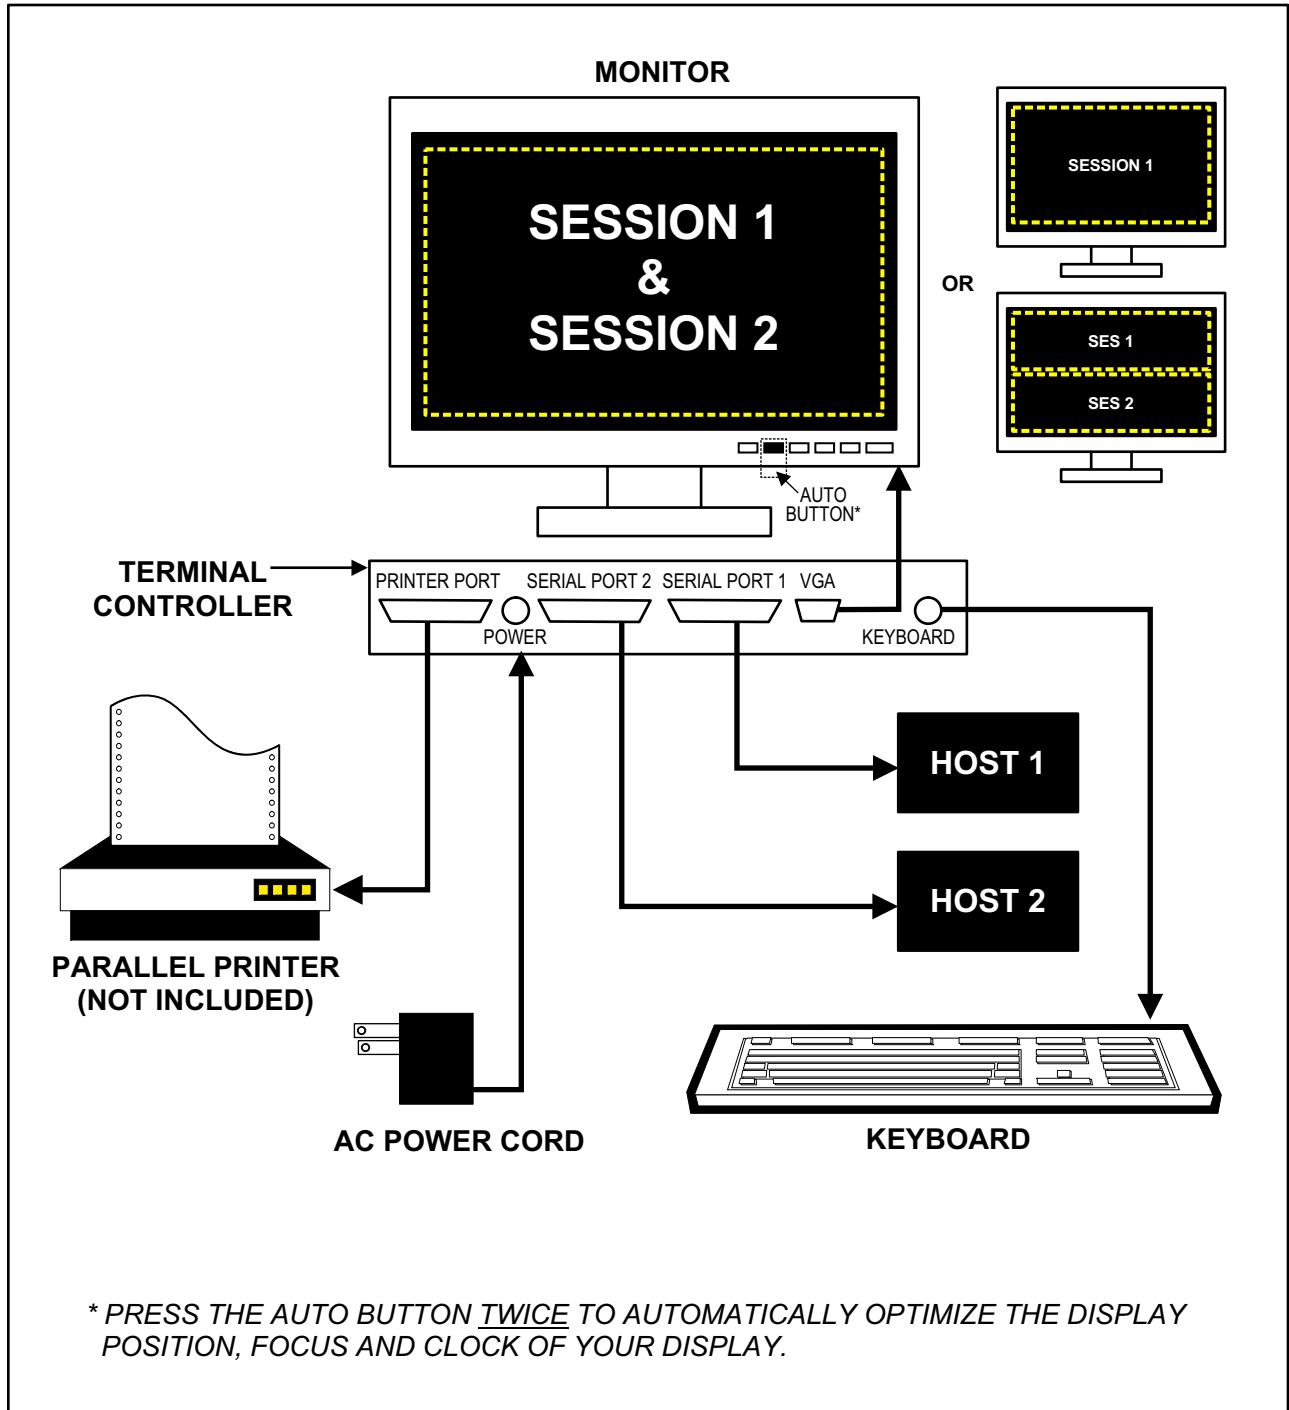 MONITOR
SESSION 1
&
SESSION 2
SESSION 1
OR
SES 1
SES 2
AUTO
BUTTON*
TERMINAL
CONTROLLER
PRINTER PORT
SERIAL PORT 2
SERIAL PORT 1
VGA
POWER
KEYBOARD
HOST 1
HOST 2
PARALLEL PRINTER
(NOT INCLUDED)
AC POWER CORD
KEYBOARD
* PRESS THE AUTO BUTTON TWICE TO AUTOMATICALLY OPTIMIZE THE DISPLAY
POSITION, FOCUS AND CLOCK OF YOUR DISPLAY.